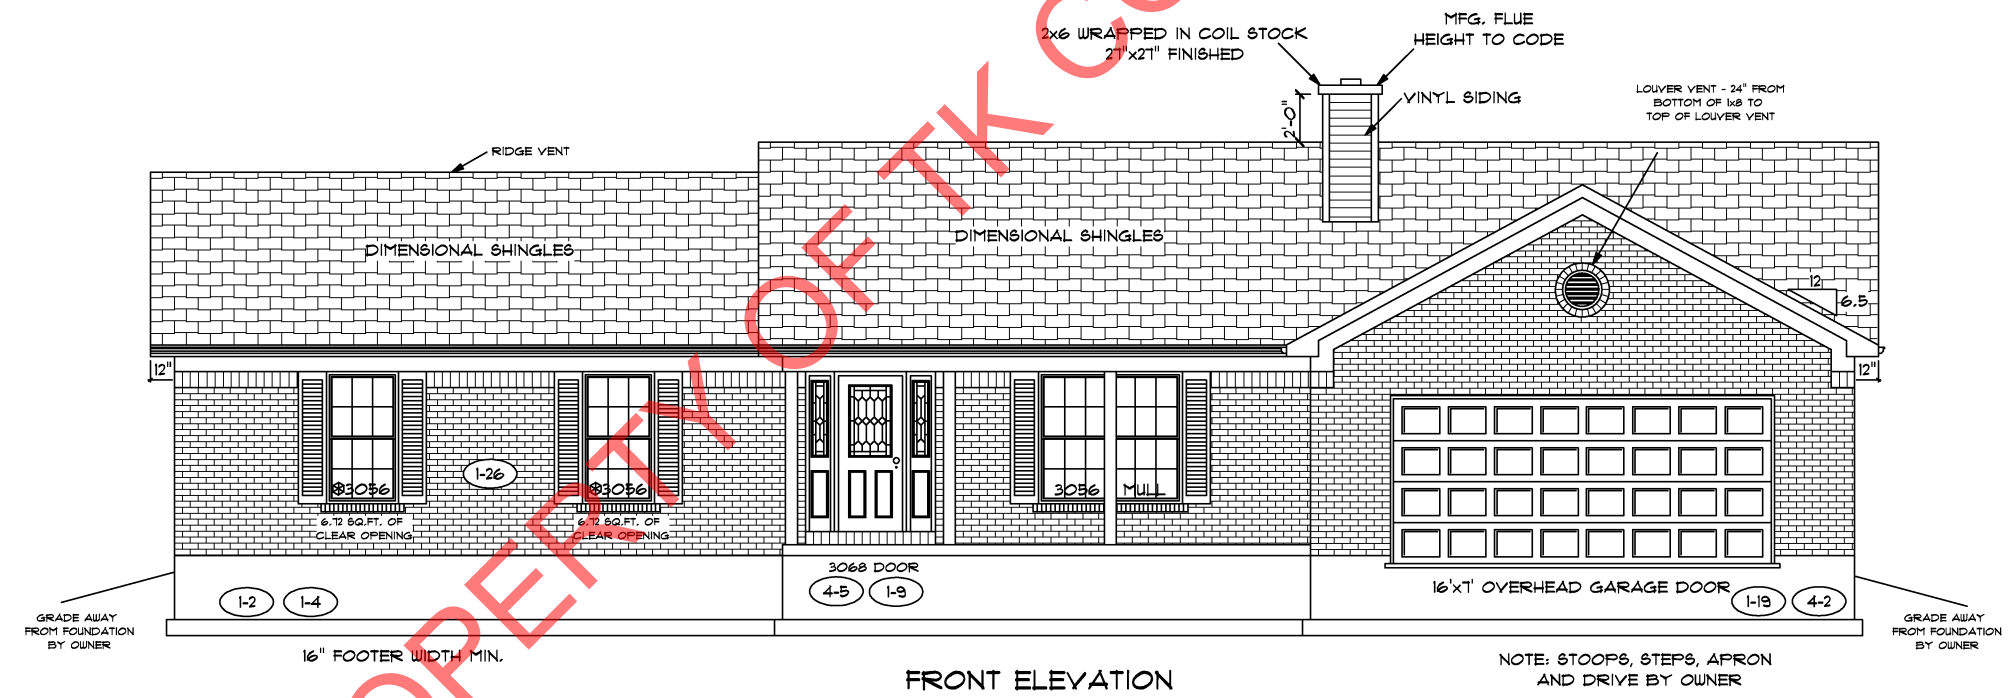 2x6 WRAPPED IN COIL STOCK
27"x27" FINISHED
MFG. FLUE
HEIGHT TO CODE
VINYL SIDING
2'-0"
LOUVER VENT - 24" FROM
BOTTOM OF 1x8 TO
TOP OF LOUVER VENT
RIDGE VENT
DIMENSIONAL SHINGLES
DIMENSIONAL SHINGLES
12
6.5
12"
12"
1-26
3056
3056
3056 MULL
6.72 SQ.FT. OF
CLEAR OPENING
6.72 SQ.FT. OF
CLEAR OPENING
3068 DOOR
4-5 1-9
1-2 1-4
16'x7' OVERHEAD GARAGE DOOR
1-19 4-2
GRADE AWAY
FROM FOUNDATION
BY OWNER
GRADE AWAY
FROM FOUNDATION
BY OWNER
16" FOOTER WIDTH MIN.
FRONT ELEVATION
NOTE: STOOPS, STEPS, APRON
AND DRIVE BY OWNER
OPERTY OF TK CO